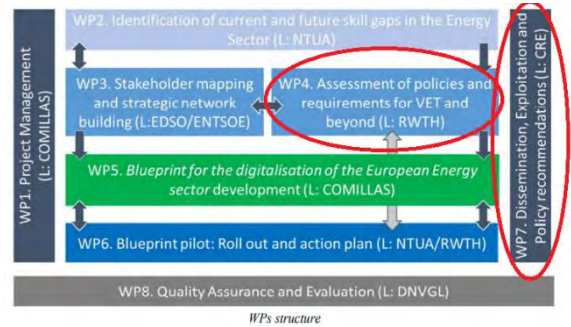 WP1. Project Management
(L: COMILLAS)
WP2. Identification of current and future skill gaps in the Energy
Sector (L: NTUA)
WP3. Stakeholder mapping
and strategic network
building (L:EDSO/ENTSOE)
WP4. Assessment of policies and
requirements for VET and
beyond (L: RWTH)
WP5. Blueprint for the digitalisation of the European Energy
sector development (L: COMILLAS)
WP6. Blueprint pilot: Roll out and action plan (L: NTUA/RWTH)
WP7. Dissemination, Exploitation and
Policy recommendations (L: CRE)
WP8. Quality Assurance and Evaluation (L: DNVGL)
WPs structure